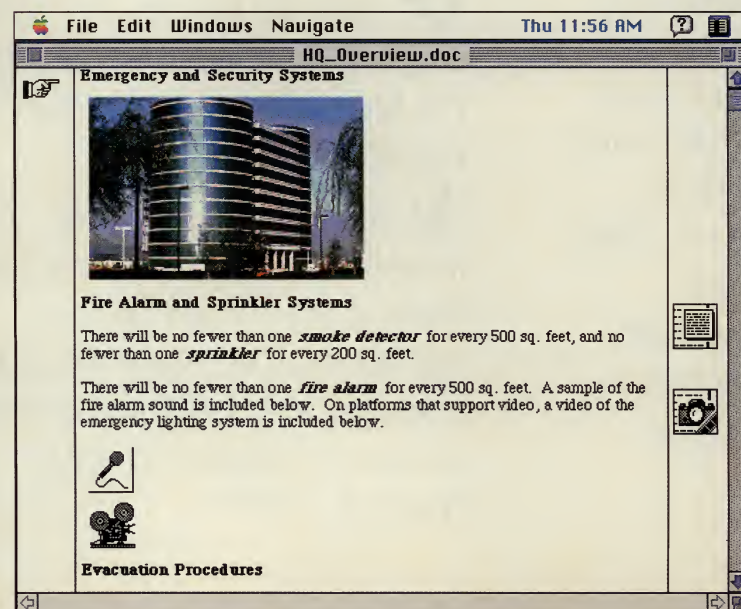 File Edit Windows Navigate Thu 11:56 AM
HQ_Overview.doc
Emergency and Security Systems
Fire Alarm and Sprinkler Systems
There will be no fewer than one smoke detector for every 500 sq. feet, and no
fewer than one sprinkler for every 200 sq. feet.
There will be no fewer than one fire alarm for every 500 sq. feet. A sample of the
fire alarm sound is included below. On platforms that support video, a video of the
emergency lighting system is included below.
Evacuation Procedures